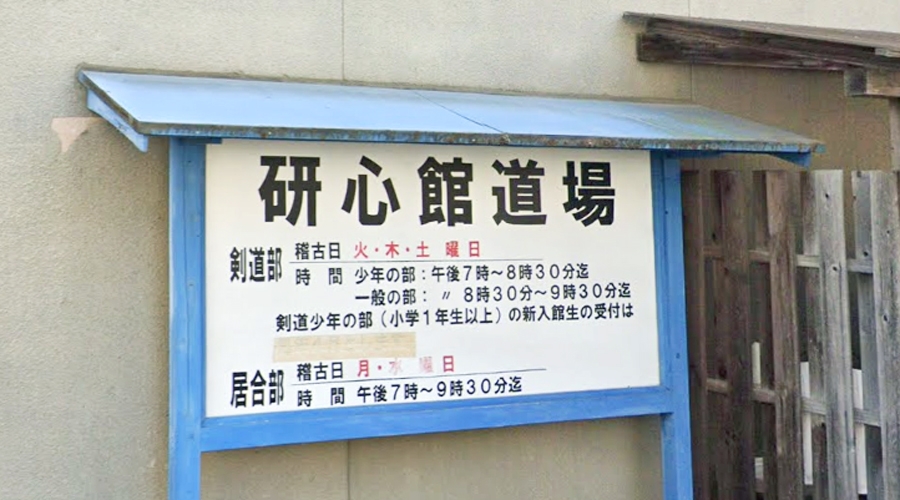 研心館道場
剣道部 稽古日 火・木・土 曜日
時 間 少年の部:午後7時~8時30分迄
一般の部: 〃 8時30分~9時30分迄
剣道少年の部(小学1年生以上)の新入館生の受付は
居合部 稽古日 月・水 曜日
時 間 午後7時~9時30分迄